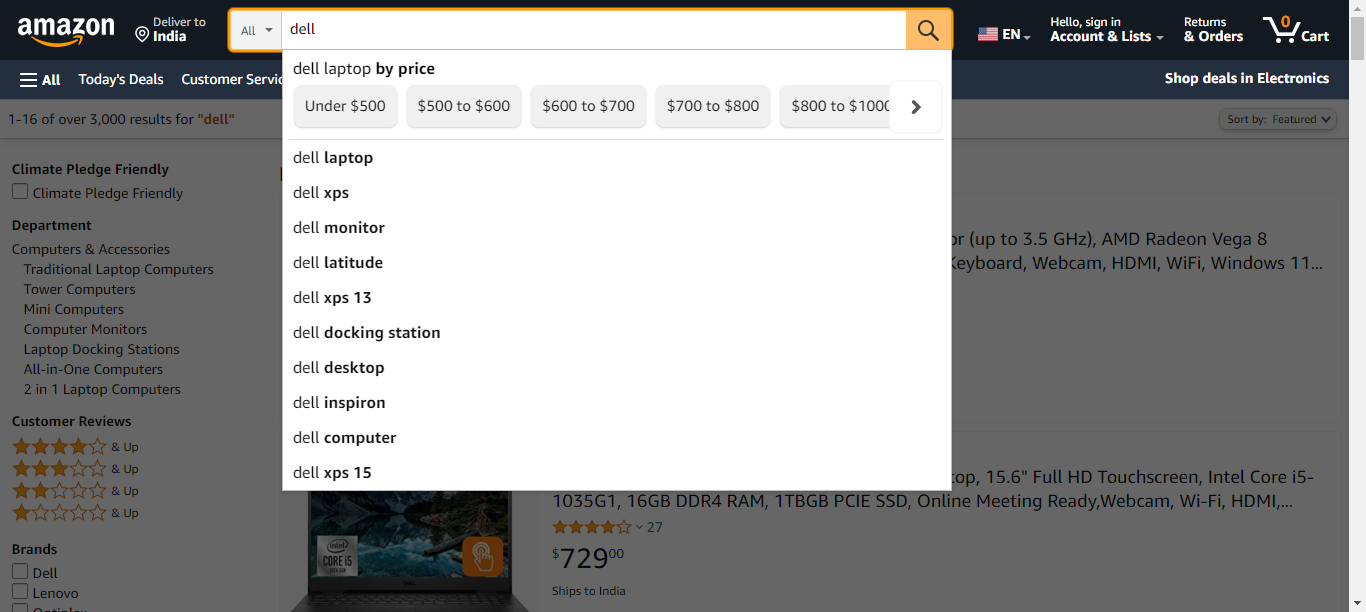 amazon
Deliver to
India
All
dell
EN
Hello, sign in
Account & Lists
Returns
& Orders
0
Cart
All
Today's Deals
Customer Servic
Shop deals in Electronics
1-16 of over 3,000 results for "dell"
Sort by: Featured
dell laptop by price
Under $500
$500 to $600
$600 to $700
$700 to $800
$800 to $1000
dell laptop
dell xps
dell monitor
dell latitude
dell xps 13
dell docking station
dell desktop
dell inspiron
dell computer
dell xps 15
Climate Pledge Friendly
Climate Pledge Friendly
Department
Computers & Accessories
Traditional Laptop Computers
Tower Computers
Mini Computers
Computer Monitors
Laptop Docking Stations
All-in-One Computers
2 in 1 Laptop Computers
Customer Reviews
& Up
& Up
& Up
& Up
Brands
Dell
Lenovo
Optiplex
or (up to 3.5 GHz), AMD Radeon Vega 8
Keyboard, Webcam, HDMI, WiFi, Windows 11...
top, 15.6" Full HD Touchscreen, Intel Core i5-
1035G1, 16GB DDR4 RAM, 1TBGB PCIE SSD, Online Meeting Ready,Webcam, Wi-Fi, HDMI,...
27
$72900
Ships to India
intel
CORE i5
DELL